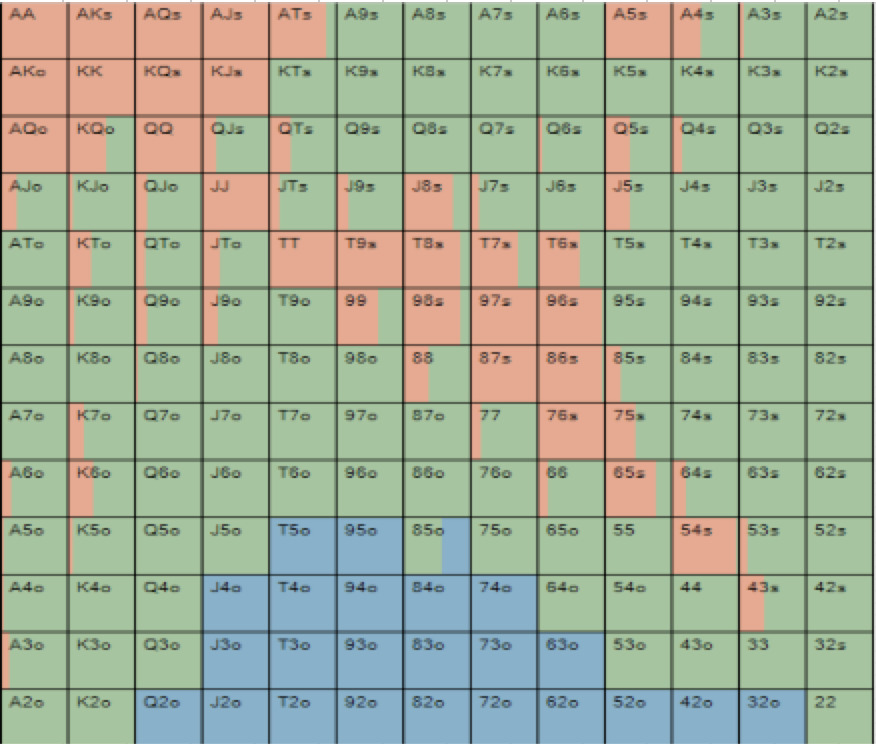 AA AKs AQs AJs ATs A9s A8s A7s A6s A5s A4s A3s A2s
AKo KK KQs KJs KTs K9s K8s K7s K6s K5s K4s K3s K2s
AQo KQo QQ QJs QTs Q9s Q8s Q7s Q6s Q5s Q4s Q3s Q2s
AJo KJo QJo JJ JTs J9s J8s J7s J6s J5s J4s J3s J2s
ATo KTo QTo JTo TT T9s T8s T7s T6s T5s T4s T3s T2s
A9o K9o Q9o J9o T9o 99 98s 97s 96s 95s 94s 93s 92s
A8o K8o Q8o J8o T8o 98o 88 87s 86s 85s 84s 83s 82s
A7o K7o Q7o J7o T7o 97o 87o 77 76s 75s 74s 73s 72s
A6o K6o Q6o J6o T6o 96o 86o 76o 66 65s 64s 63s 62s
A5o K5o Q5o J5o T5o 95o 85o 75o 65o 55 54s 53s 52s
A4o K4o Q4o J4o T4o 94o 84o 74o 64o 54o 44 43s 42s
A3o K3o Q3o J3o T3o 93o 83o 73o 63o 53o 43o 33 32s
A2o K2o Q2o J2o T2o 92o 82o 72o 62o 52o 42o 32o 22